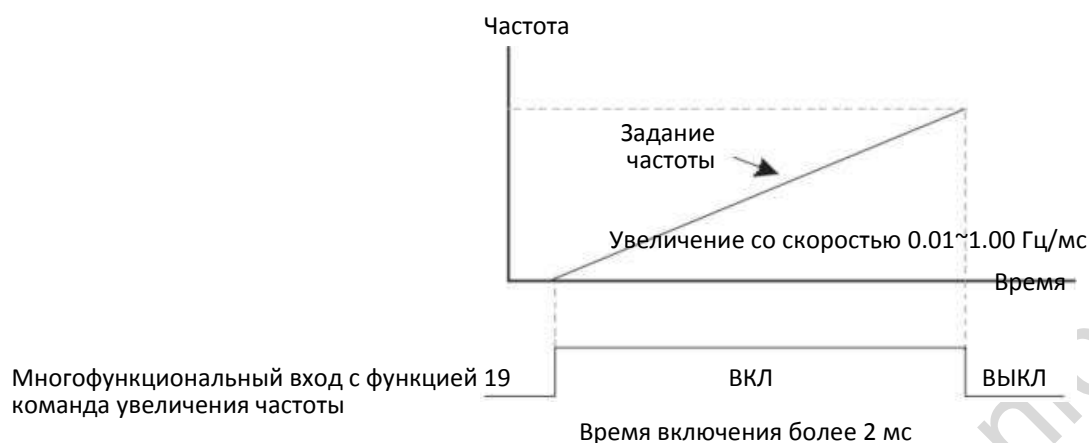 Частота
Задание
частоты
Увеличение со скоростью 0.01~1.00 Гц/мс
Время
Многофункциональный вход с функцией 19
команда увеличения частоты
ВКЛ
ВЫКЛ
Время включения более 2 мс